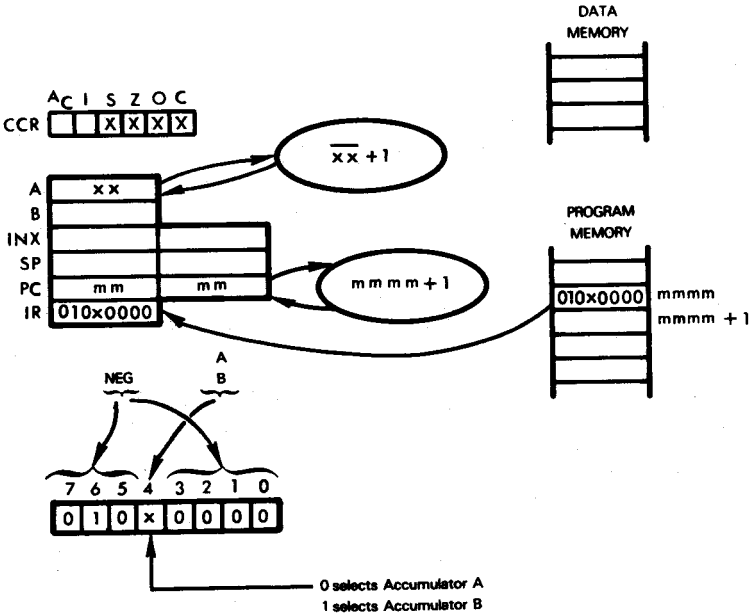 DATA
MEMORY
AC I S Z O C
CCR X X X X
x̅x̅ + 1
A x x
B
INX
SP
PC mm mm
IR 010x0000
mmmm + 1
PROGRAM
MEMORY
010x0000 mmmm
mmmm + 1
NEG
A
B
7 6 5 4 3 2 1 0
0 1 0 x 0 0 0 0
0 selects Accumulator A
1 selects Accumulator B